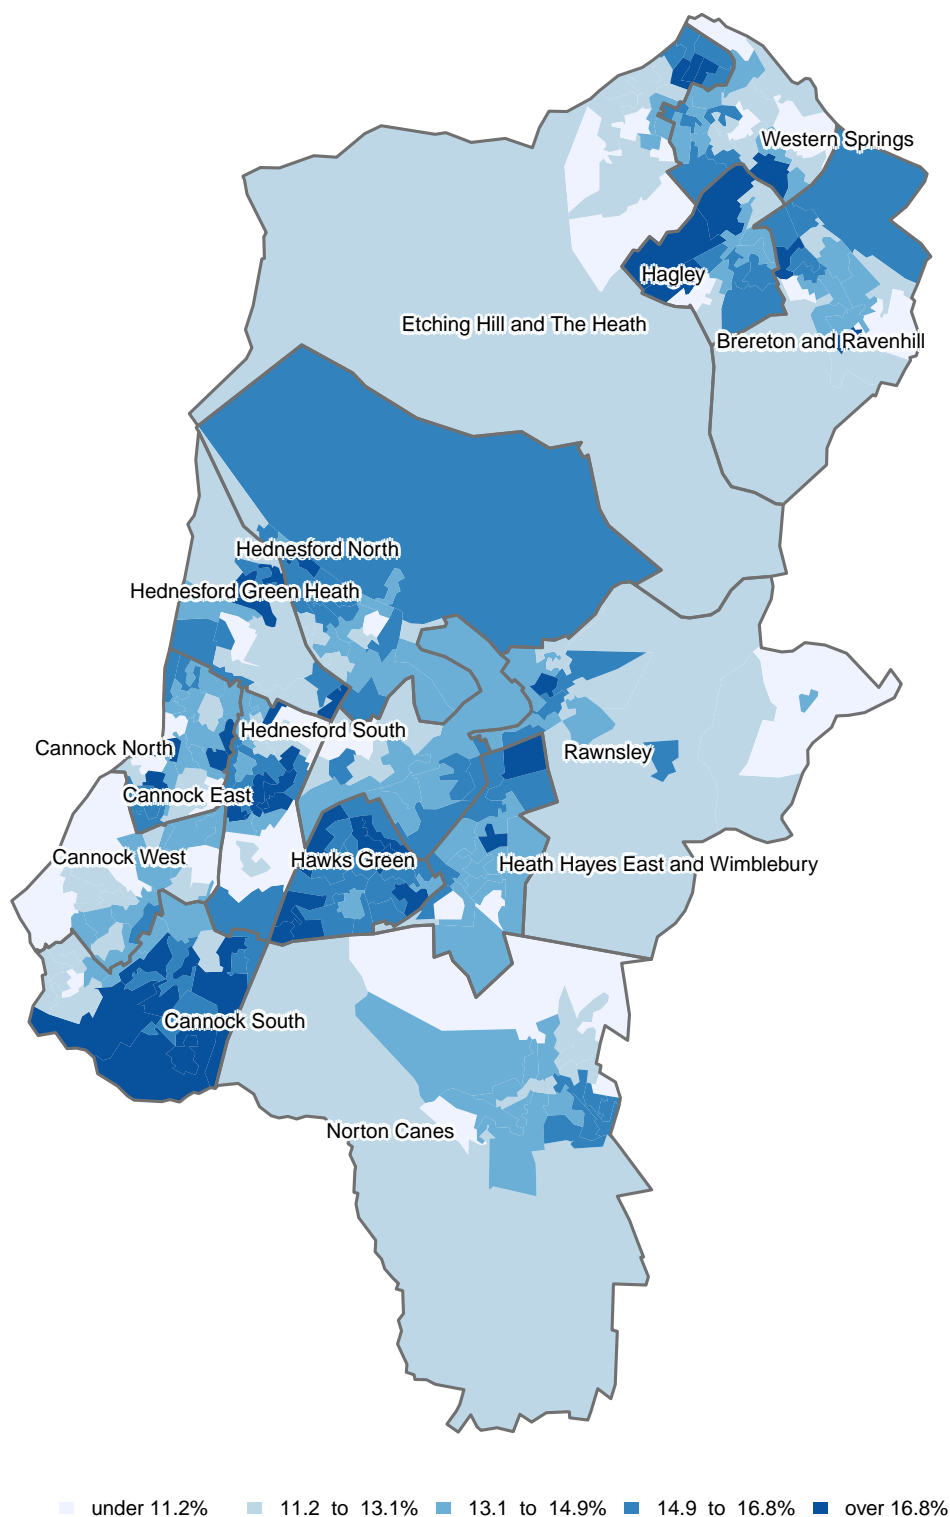 Western Springs
Hagley
Etching Hill and The Heath
Brereton and Ravenhill
Hednesford North
Hednesford Green Heath
Hednesford South
Cannock North
Rawnsley
Cannock East
Cannock West
Hawks Green
Heath Hayes East and Wimblebury
Cannock South
Norton Canes
under 11.2% 11.2 to 13.1% 13.1 to 14.9% 14.9 to 16.8% over 16.8%